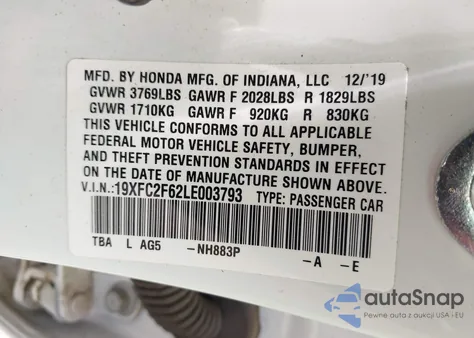 MFD. BY HONDA MFG. OF INDIANA, LLC 12/'19
GVWR 3769LBS GAWR F 2028LBS R 1829LBS
GVWR 1710KG GAWR F 920KG R 830KG
THIS VEHICLE CONFORMS TO ALL APPLICABLE
FEDERAL MOTOR VEHICLE SAFETY, BUMPER,
AND THEFT PREVENTION STANDARDS IN EFFECT
ON THE DATE OF MANUFACTURE SHOWN ABOVE.
V.I.N.:19XFC2F62LE003793 TYPE: PASSENGER CAR
TBA L AG5 -NH883P -A -E
autoSnap
Pewne auta z aukcji USA i EU